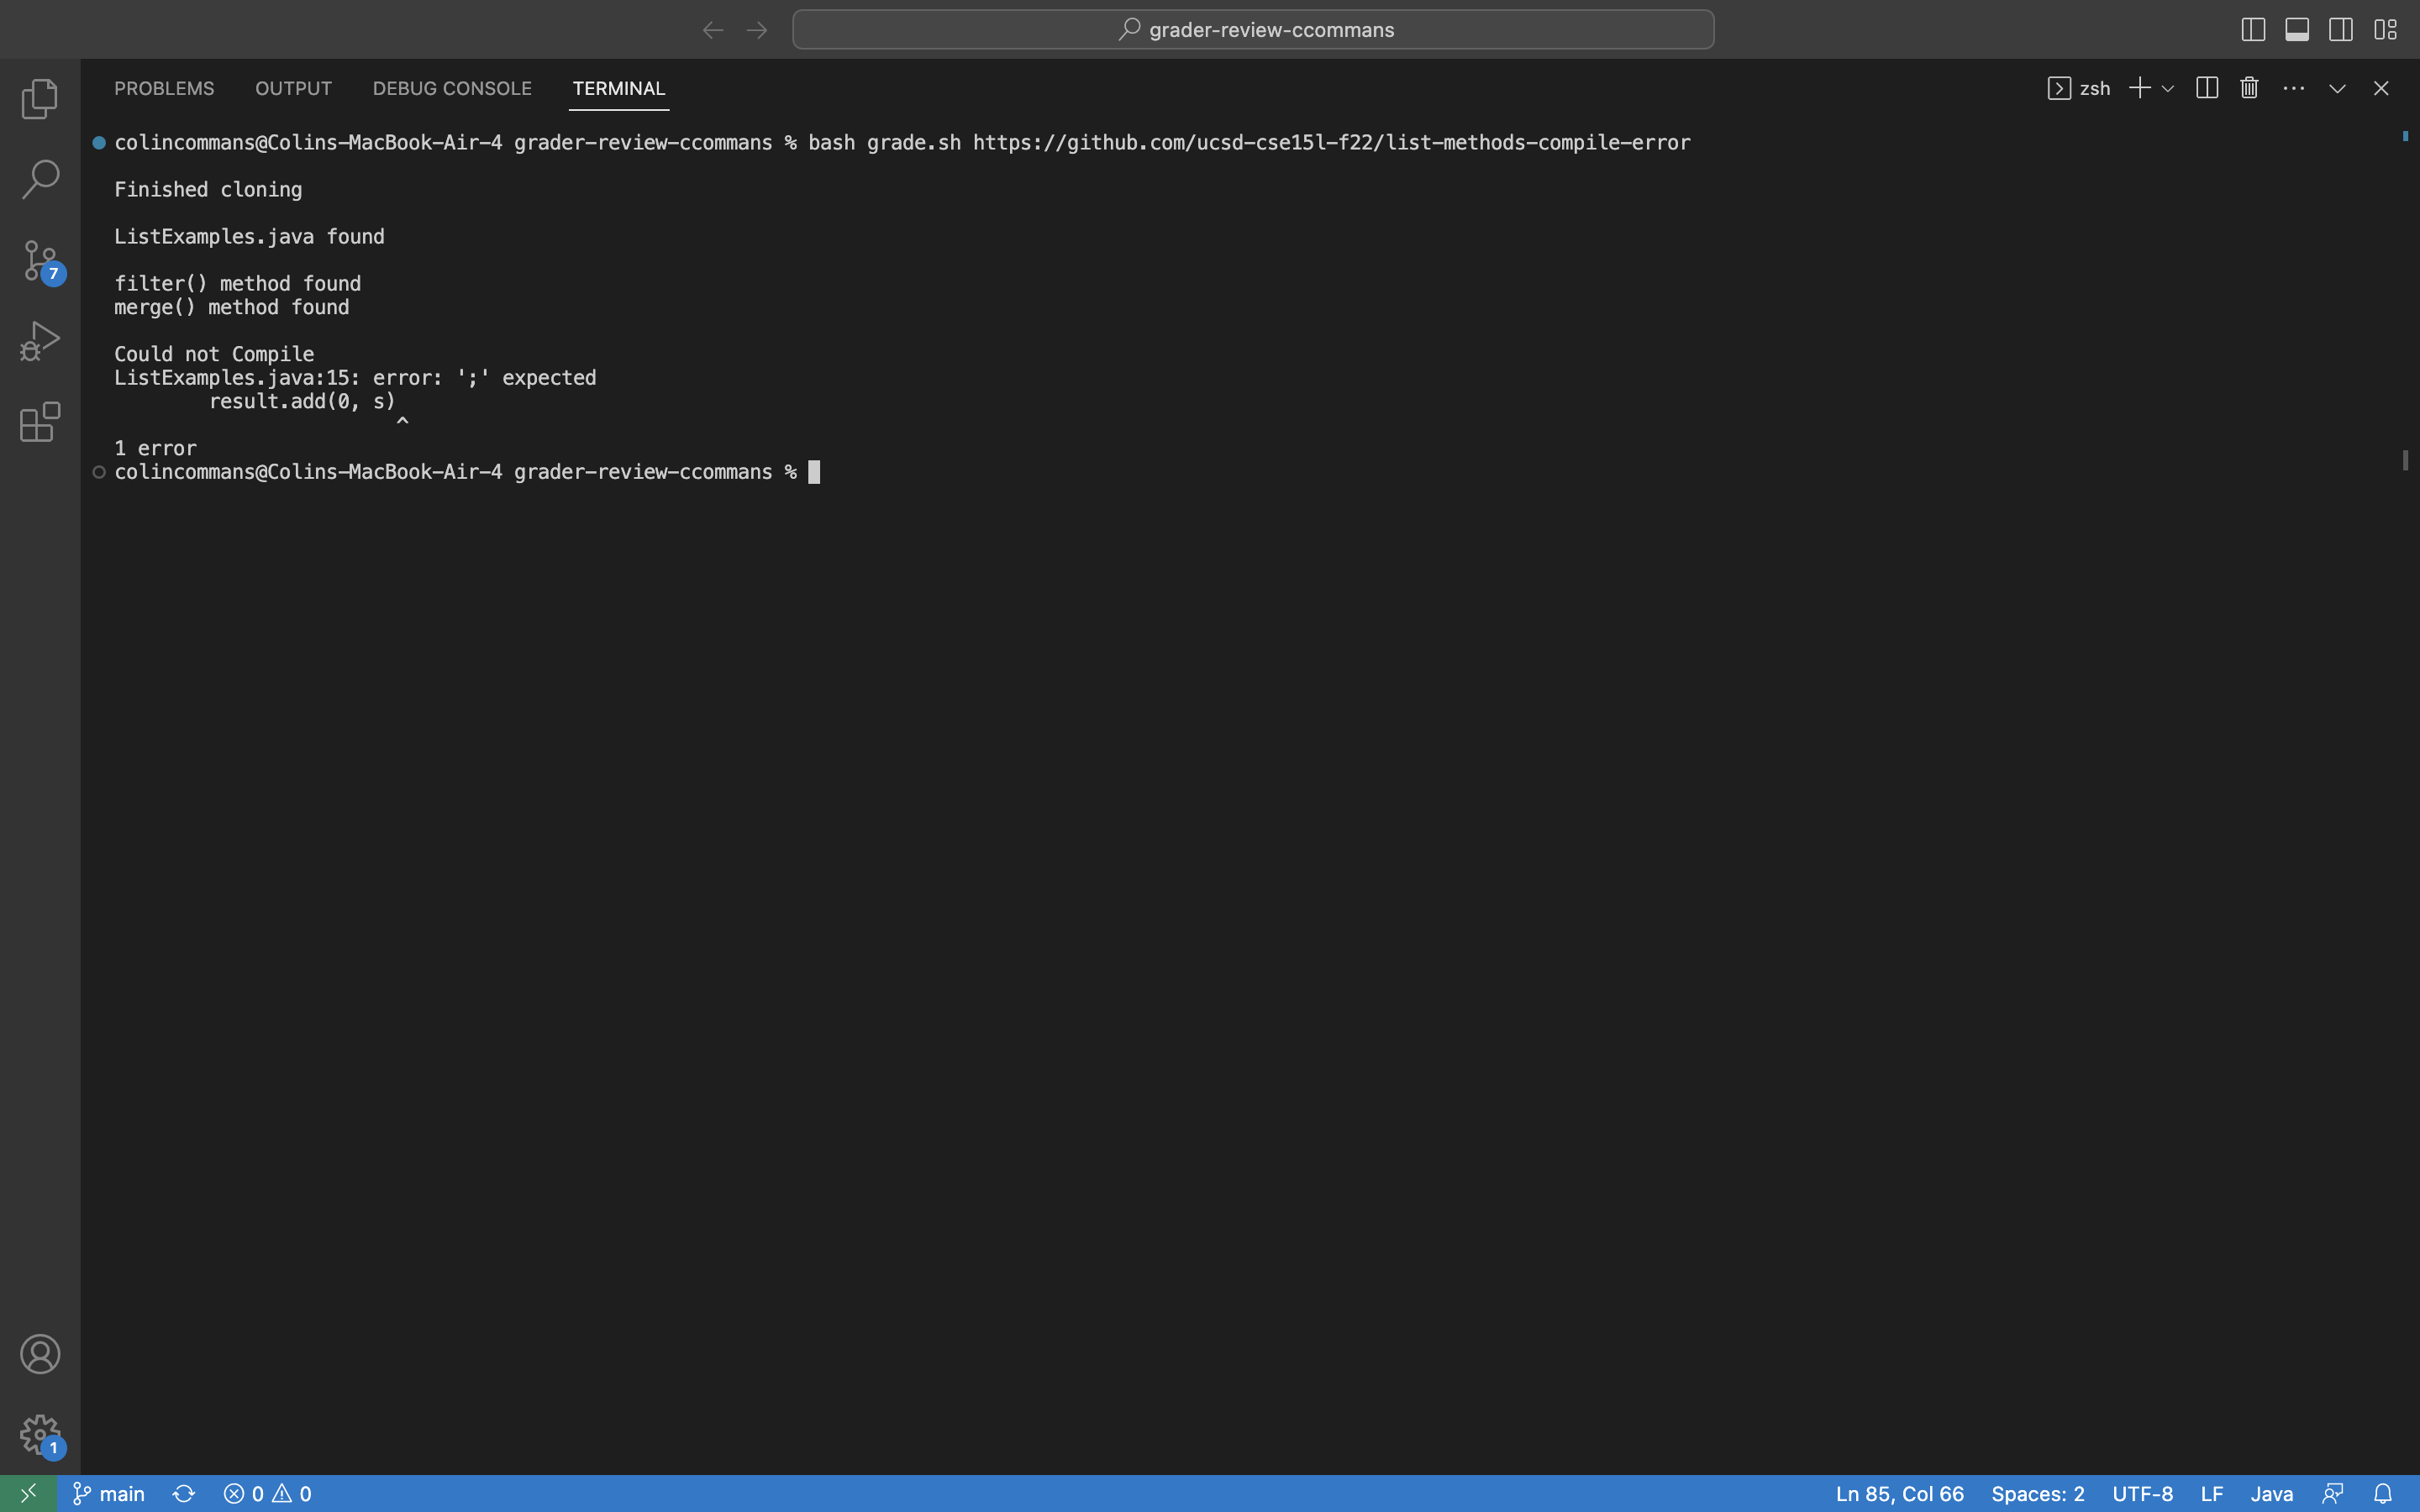 grader-review-ccommans
PROBLEMS OUTPUT DEBUG CONSOLE TERMINAL zsh
colincommans@Colins-MacBook-Air-4 grader-review-ccommans % bash grade.sh https://github.com/ucsd-cse15l-f22/list-methods-compile-error
Finished cloning
ListExamples.java found
filter() method found
merge() method found
Could not Compile
ListExamples.java:15: error: ';' expected
result.add(0, s)
^
1 error
colincommans@Colins-MacBook-Air-4 grader-review-ccommans %
7
1
main 0 0 Ln 85, Col 66 Spaces: 2 UTF-8 LF Java